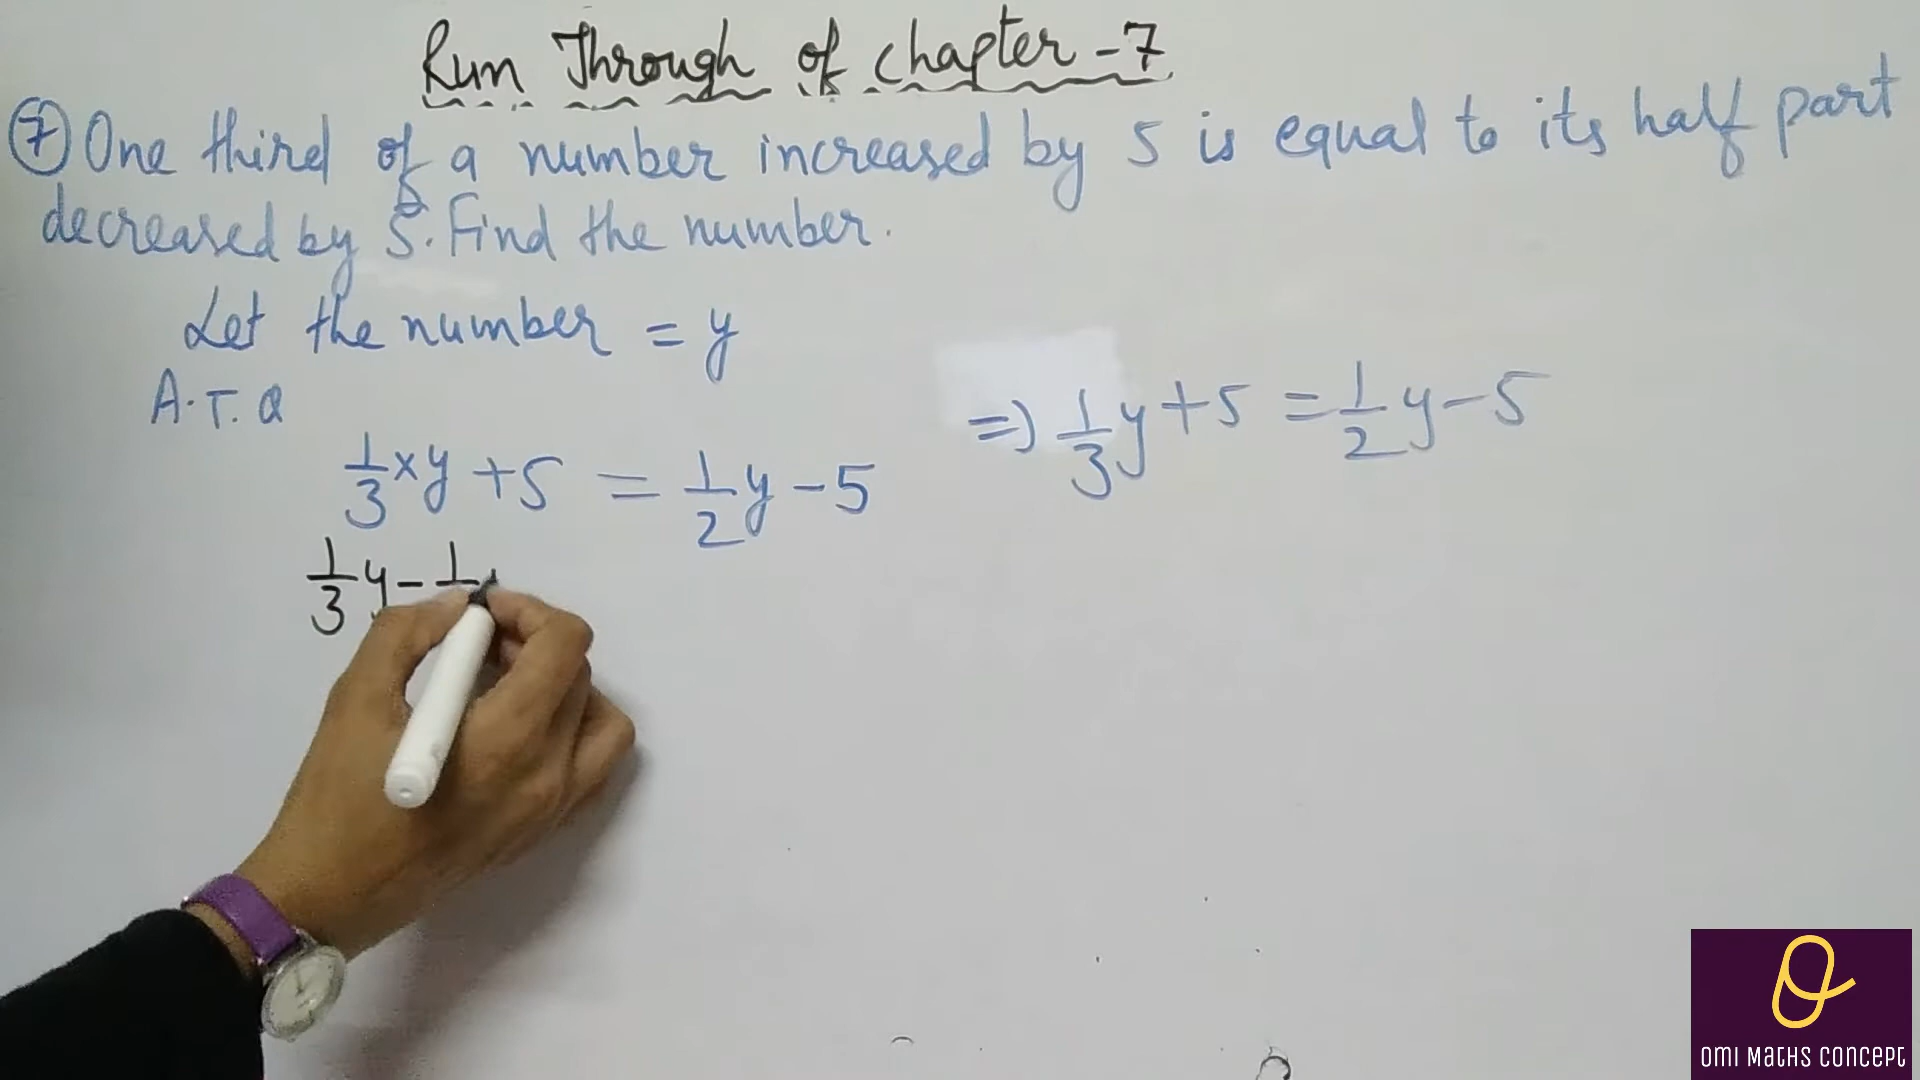 Run Through of chapter-7
⑦ One third of a number increased by 5 is equal to its half part
decreased by 5. Find the number.
Let the number = y
A.T.Q
1/3 × y + 5 = 1/2 y - 5
⇒ 1/3 y + 5 = 1/2 y - 5
1/3 y - 1
OMI MATHS CONCEPT